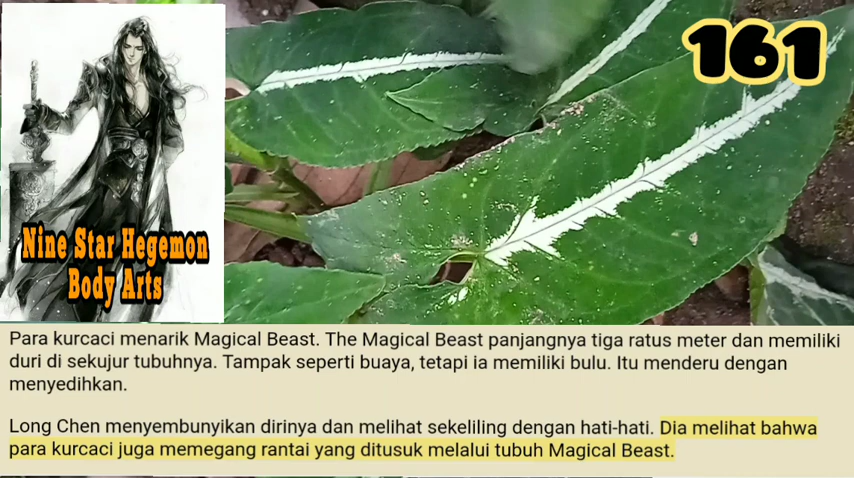 161
Nine Star Hegemon
Body Arts
Para kurcaci menarik Magical Beast. The Magical Beast panjangnya tiga ratus meter dan memiliki
duri di sekujur tubuhnya. Tampak seperti buaya, tetapi ia memiliki bulu. Itu menderu dengan
menyedihkan.
Long Chen menyembunyikan dirinya dan melihat sekeliling dengan hati-hati. Dia melihat bahwa
para kurcaci juga memegang rantai yang ditusuk melalui tubuh Magical Beast.